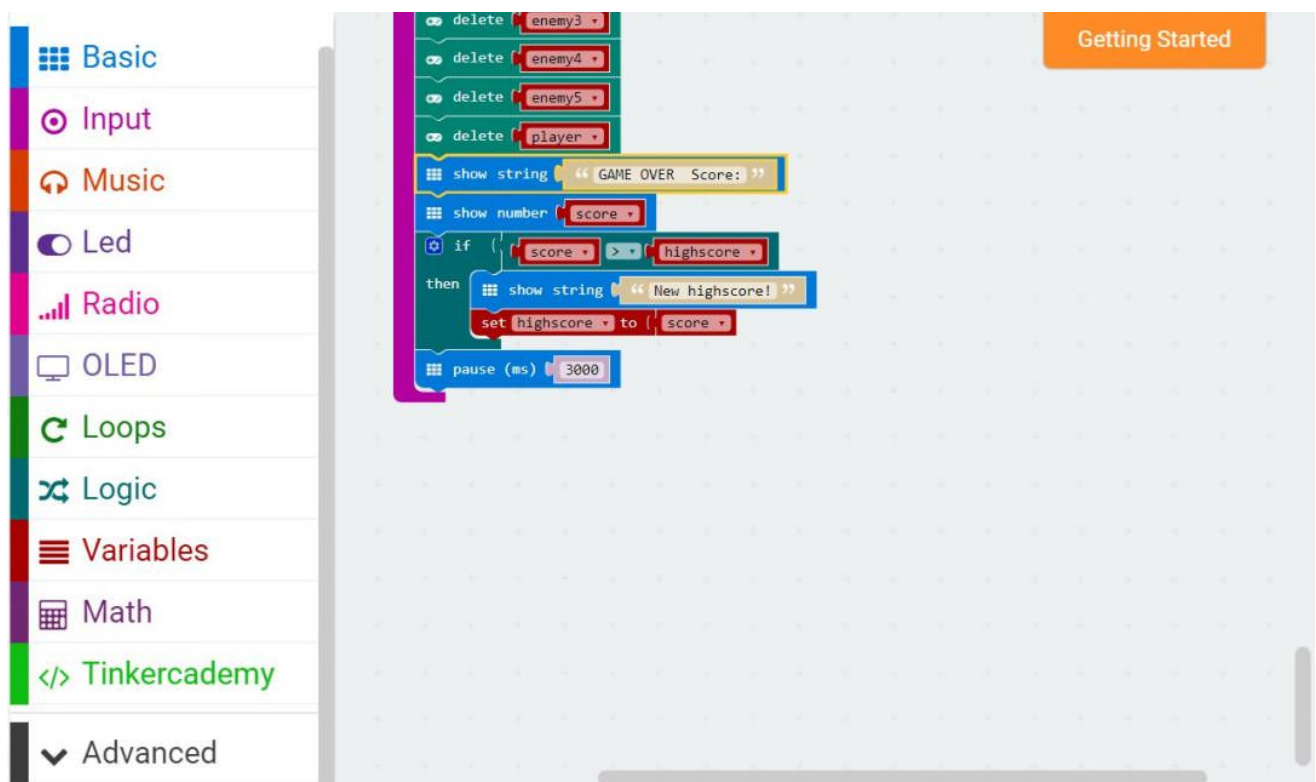 Basic
Input
Music
Led
Radio
OLED
Loops
Logic
Variables
Math
Tinkercademy
Advanced
delete enemy3
delete enemy4
delete enemy5
delete player
show string “ GAME OVER Score: ”
show number score
if score > highscore
then show string “ New highscore! ”
set highscore to score
pause (ms) 3000
Getting Started